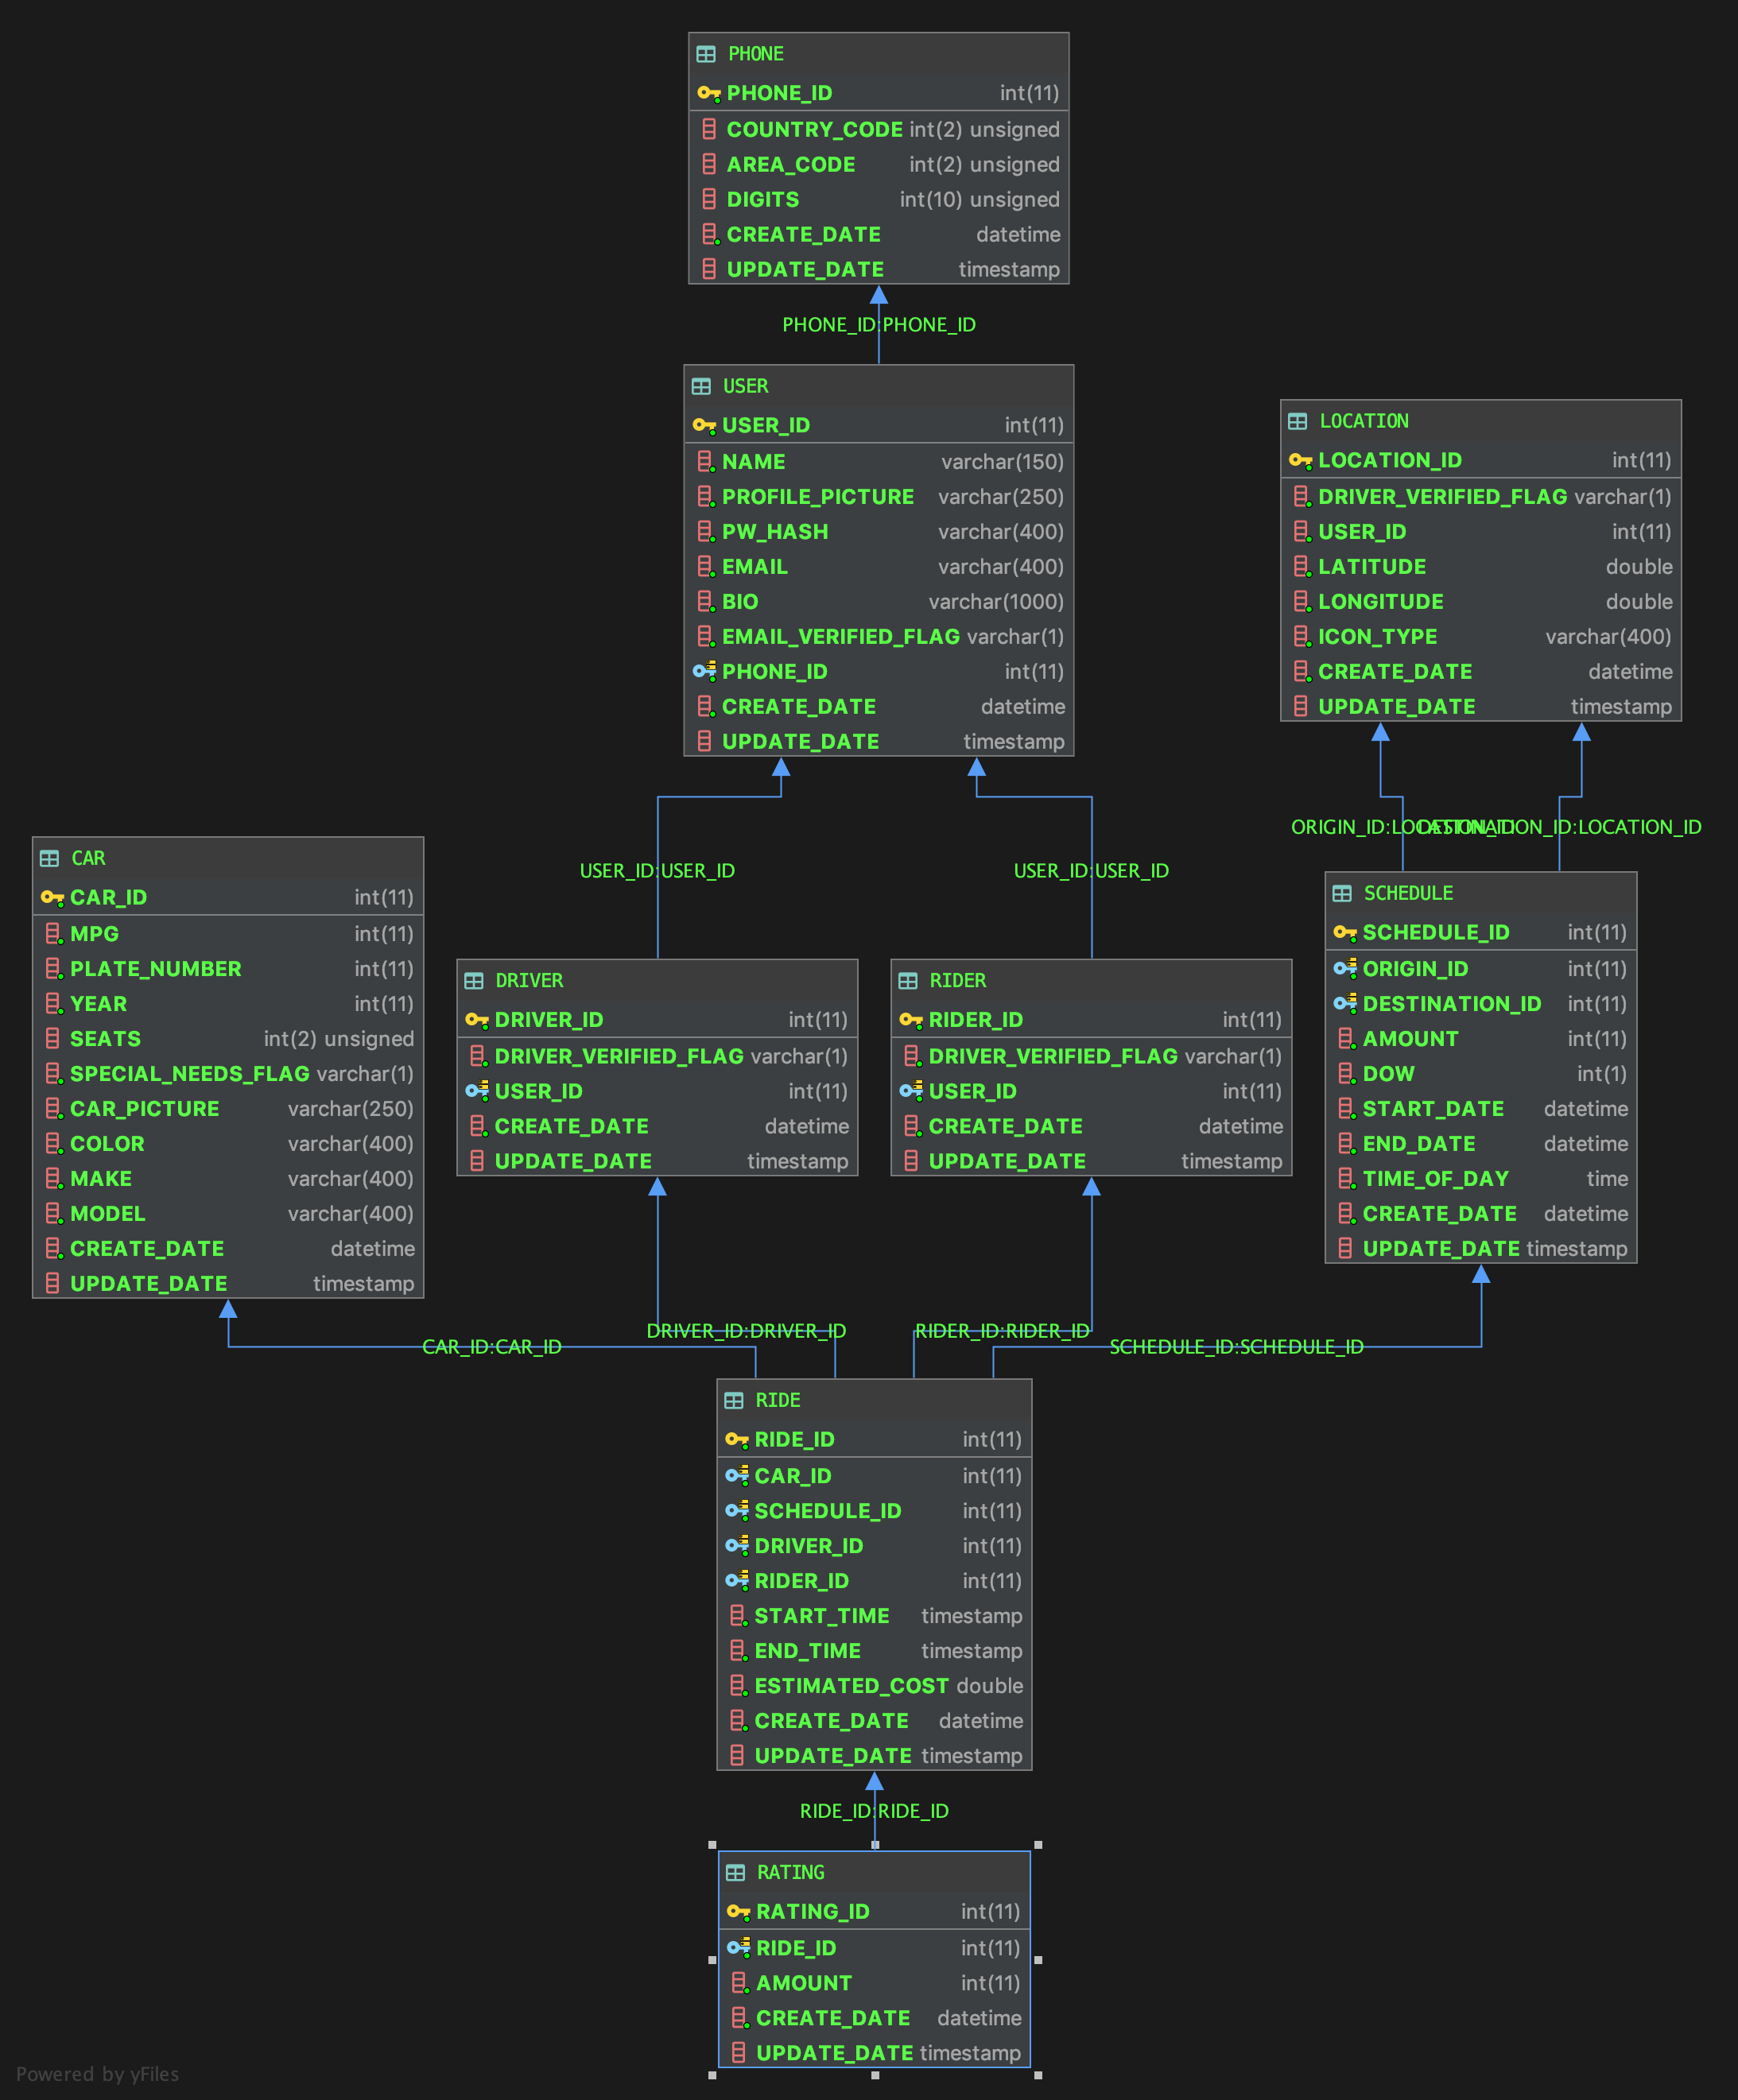 PHONE
PHONE_ID int(11)
COUNTRY_CODE int(2) unsigned
AREA_CODE int(2) unsigned
DIGITS int(10) unsigned
CREATE_DATE datetime
UPDATE_DATE timestamp
PHONE_ID:PHONE_ID
USER
USER_ID int(11)
NAME varchar(150)
PROFILE_PICTURE varchar(250)
PW_HASH varchar(400)
EMAIL varchar(400)
BIO varchar(1000)
EMAIL_VERIFIED_FLAG varchar(1)
PHONE_ID int(11)
CREATE_DATE datetime
UPDATE_DATE timestamp
LOCATION
LOCATION_ID int(11)
DRIVER_VERIFIED_FLAG varchar(1)
USER_ID int(11)
LATITUDE double
LONGITUDE double
ICON_TYPE varchar(400)
CREATE_DATE datetime
UPDATE_DATE timestamp
USER_ID:USER_ID
USER_ID:USER_ID
ORIGIN_ID:LOCATION_ID
DESTINATION_ID:LOCATION_ID
CAR
CAR_ID int(11)
MPG int(11)
PLATE_NUMBER int(11)
YEAR int(11)
SEATS int(2) unsigned
SPECIAL_NEEDS_FLAG varchar(1)
CAR_PICTURE varchar(250)
COLOR varchar(400)
MAKE varchar(400)
MODEL varchar(400)
CREATE_DATE datetime
UPDATE_DATE timestamp
DRIVER
DRIVER_ID int(11)
DRIVER_VERIFIED_FLAG varchar(1)
USER_ID int(11)
CREATE_DATE datetime
UPDATE_DATE timestamp
RIDER
RIDER_ID int(11)
DRIVER_VERIFIED_FLAG varchar(1)
USER_ID int(11)
CREATE_DATE datetime
UPDATE_DATE timestamp
SCHEDULE
SCHEDULE_ID int(11)
ORIGIN_ID int(11)
DESTINATION_ID int(11)
AMOUNT int(11)
DOW int(1)
START_DATE datetime
END_DATE datetime
TIME_OF_DAY time
CREATE_DATE datetime
UPDATE_DATE timestamp
CAR_ID:CAR_ID
DRIVER_ID:DRIVER_ID
RIDER_ID:RIDER_ID
SCHEDULE_ID:SCHEDULE_ID
RIDE
RIDE_ID int(11)
CAR_ID int(11)
SCHEDULE_ID int(11)
DRIVER_ID int(11)
RIDER_ID int(11)
START_TIME timestamp
END_TIME timestamp
ESTIMATED_COST double
CREATE_DATE datetime
UPDATE_DATE timestamp
RIDE_ID:RIDE_ID
RATING
RATING_ID int(11)
RIDE_ID int(11)
AMOUNT int(11)
CREATE_DATE datetime
UPDATE_DATE timestamp
Powered by yFiles